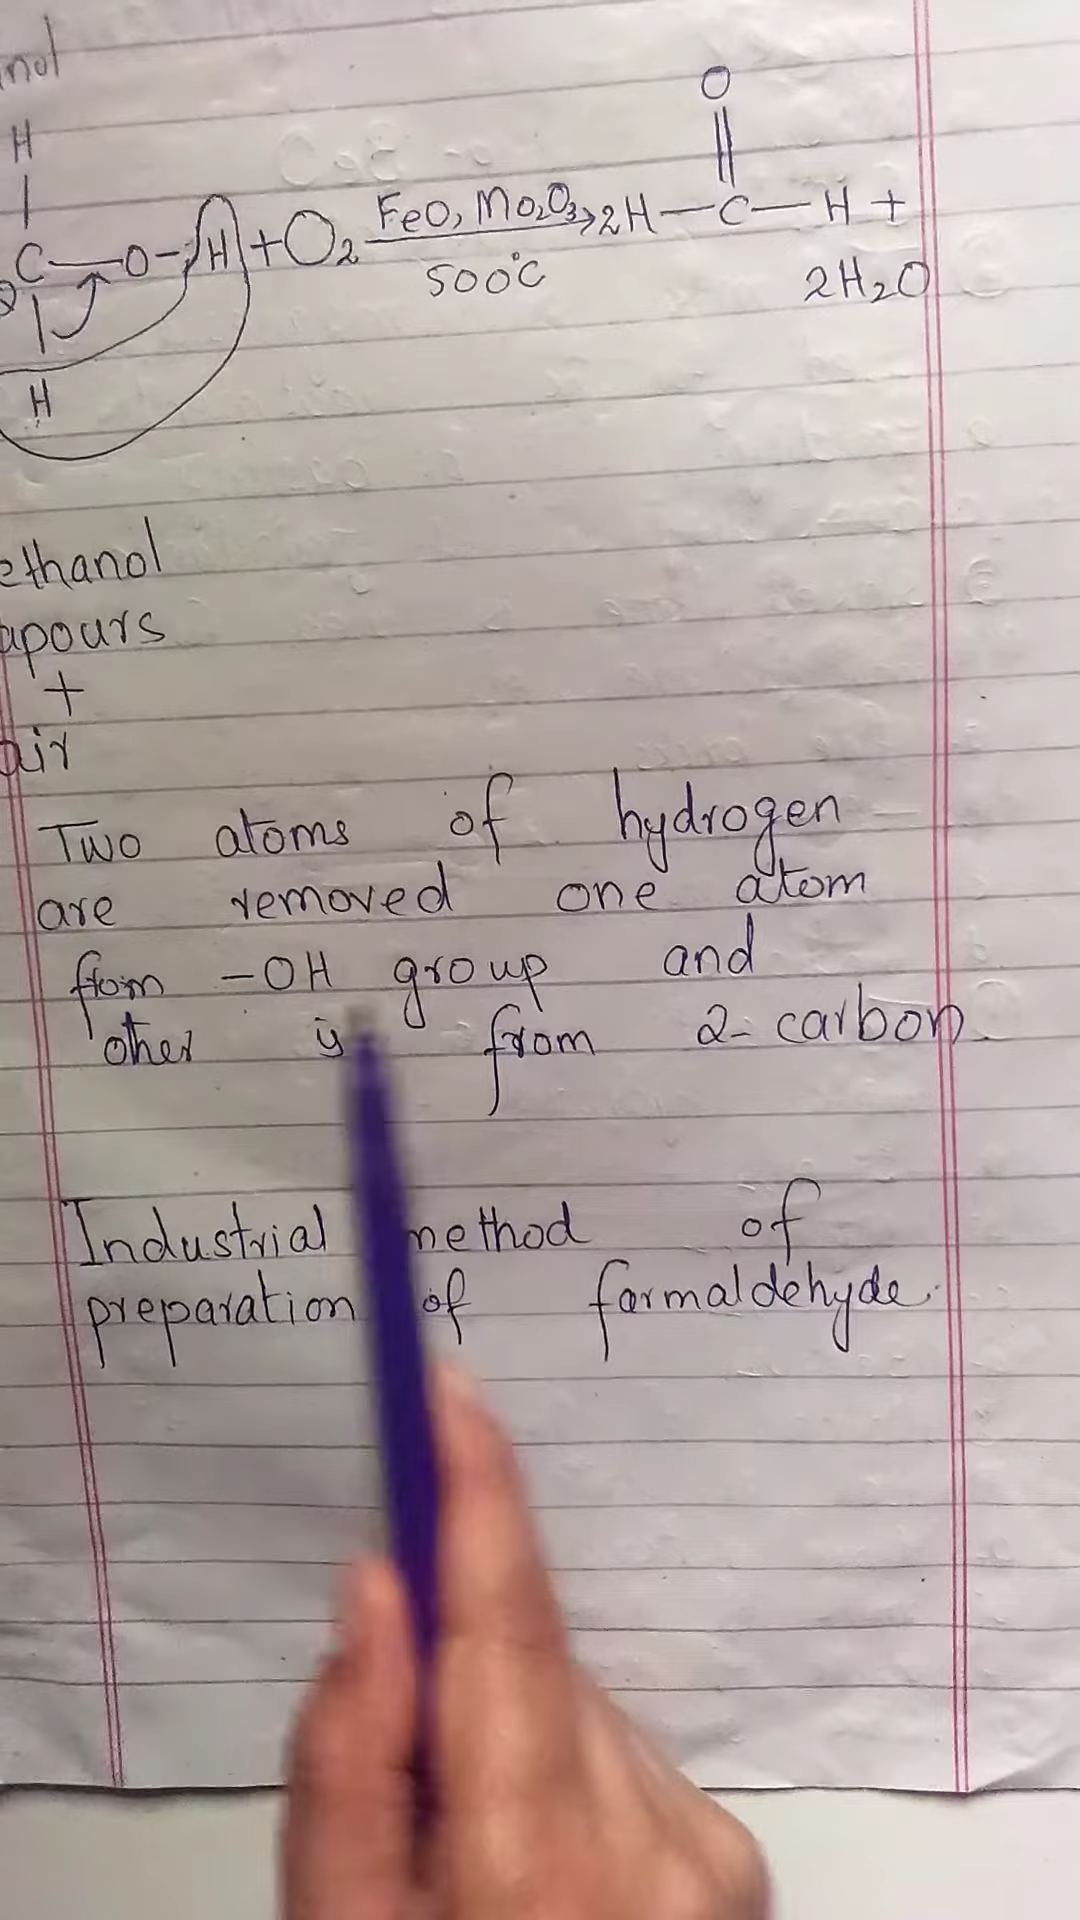 nol
O
H
FeO, Mo₂O₃
C—O–H + O₂ → 2H—C—H +
500°C
2H₂O
H
ethanol
apours
+
air
Two atoms of hydrogen
are removed one atom
from –OH group and
other is from 2-carbon
Industrial method of
preparation of formaldehyde.